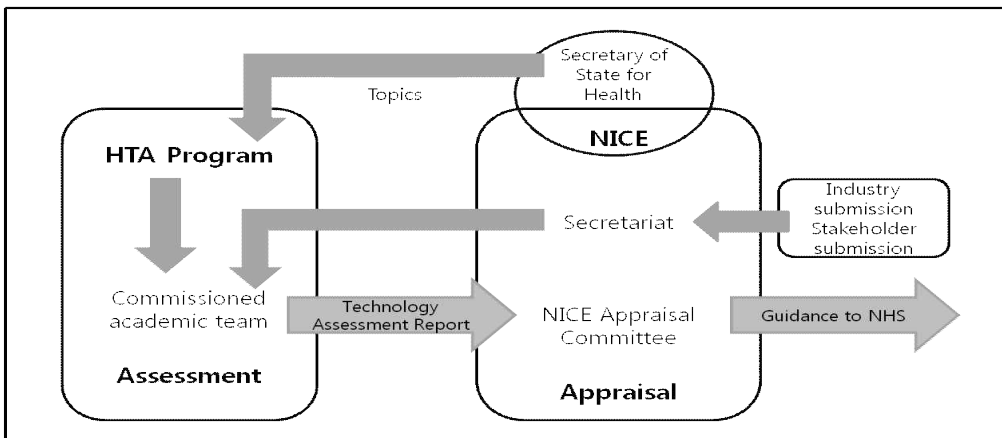 Secretary of
State for
Health
Topics
NICE
HTA Program
Industry
submission
Stakeholder
submission
Secretariat
Commissioned
academic team
Technology
Assessment Report
NICE Appraisal
Committee
Guidance to NHS
Assessment
Appraisal